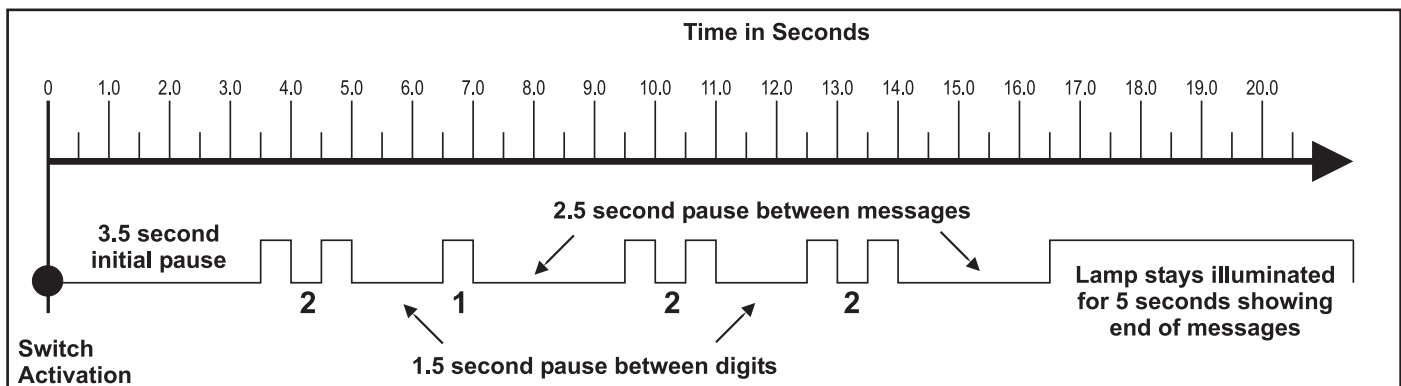 Time in Seconds
0 1.0 2.0 3.0 4.0 5.0 6.0 7.0 8.0 9.0 10.0 11.0 12.0 13.0 14.0 15.0 16.0 17.0 18.0 19.0 20.0
3.5 second
initial pause
2.5 second pause between messages
2
1
2
2
Lamp stays illuminated
for 5 seconds showing
end of messages
1.5 second pause between digits
Switch
Activation